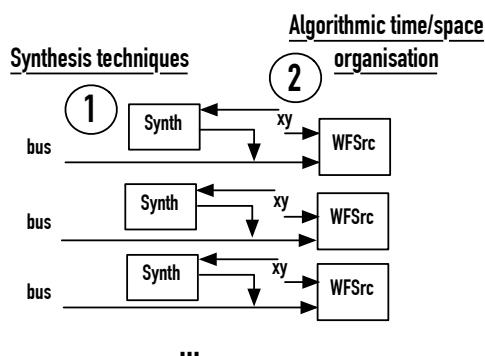 Algorithmic time/space
organisation
Synthesis techniques
1
2
Synth
xy
WFSrc
bus
Synth
xy
WFSrc
bus
Synth
xy
WFSrc
bus
...